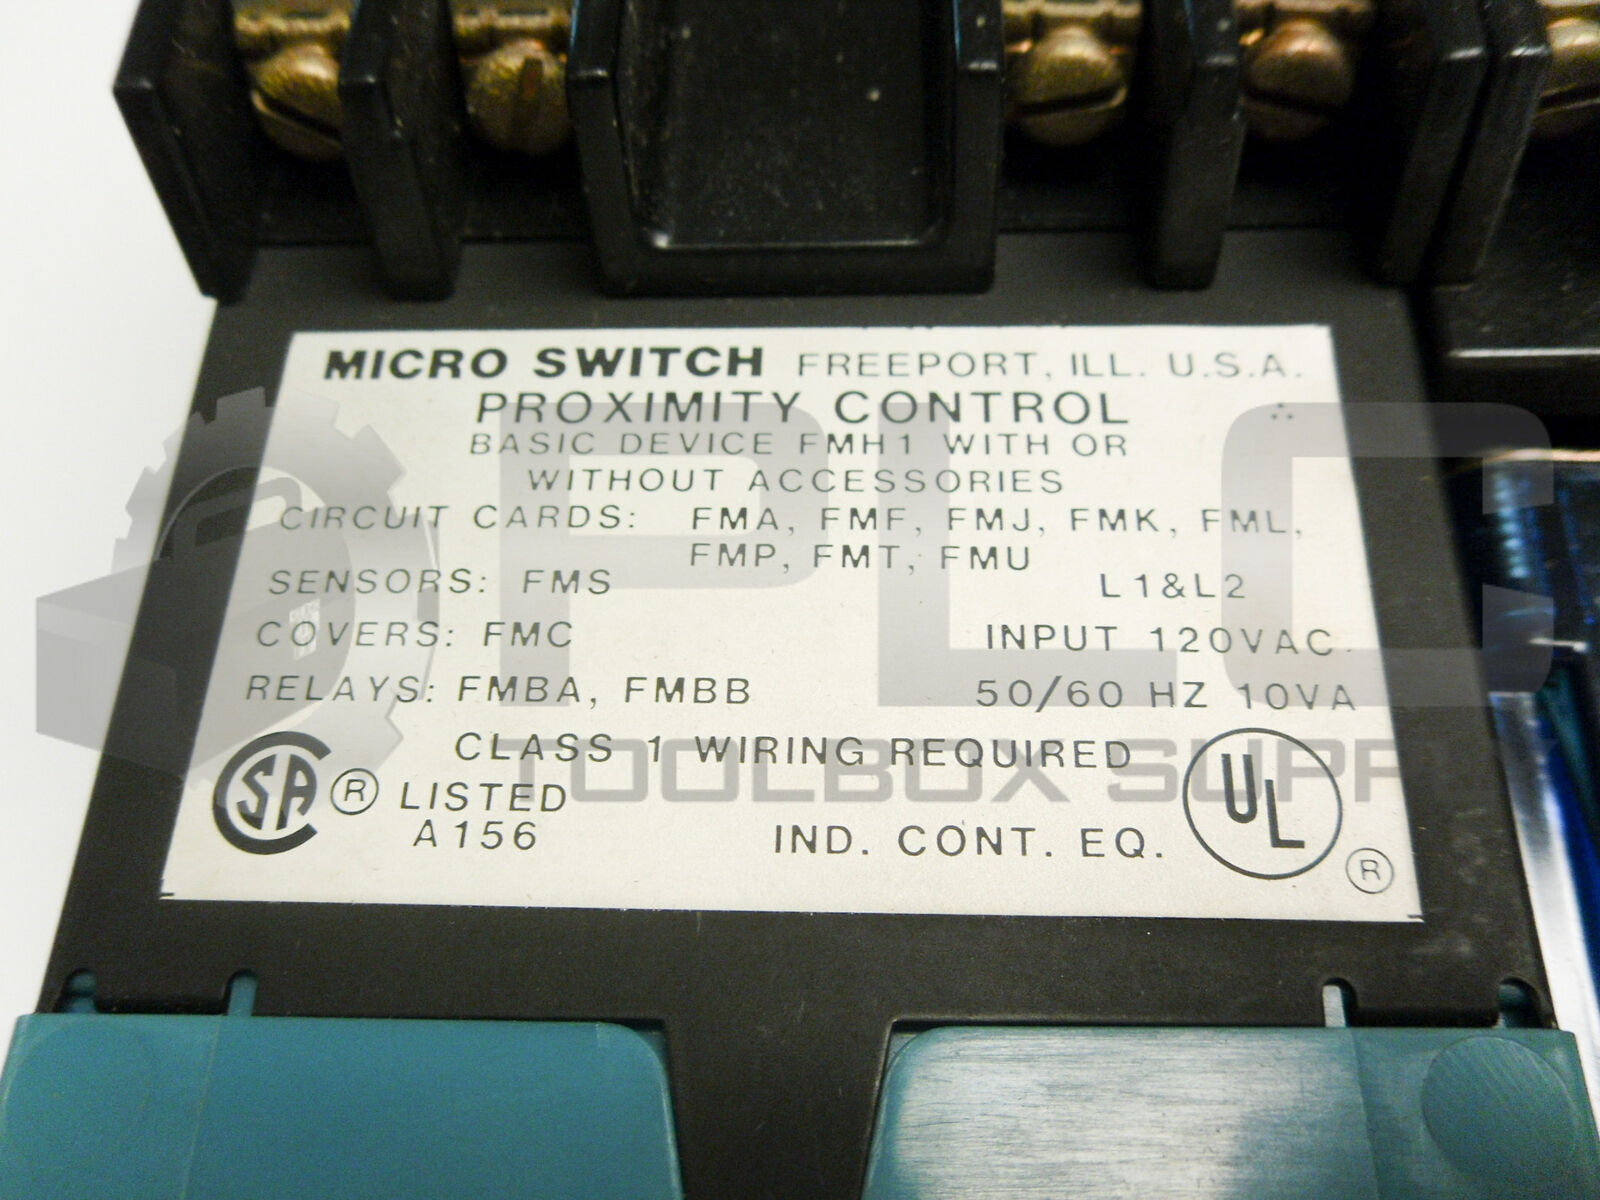 MICRO SWITCH FREEPORT, ILL. U.S.A.
PROXIMITY CONTROL
BASIC DEVICE FMH1 WITH OR
WITHOUT ACCESSORIES
CIRCUIT CARDS: FMA, FMF, FMJ, FMK, FML,
FMP, FMT, FMU
SENSORS: FMS
L1&L2
COVERS: FMC
INPUT 120VAC.
RELAYS: FMBA, FMBB
50/60 HZ 10VA
CLASS 1 WIRING REQUIRED
SA ® LISTED
A156
IND. CONT. EQ.
UL ®
PLC
TOOLBOX SUPPLY